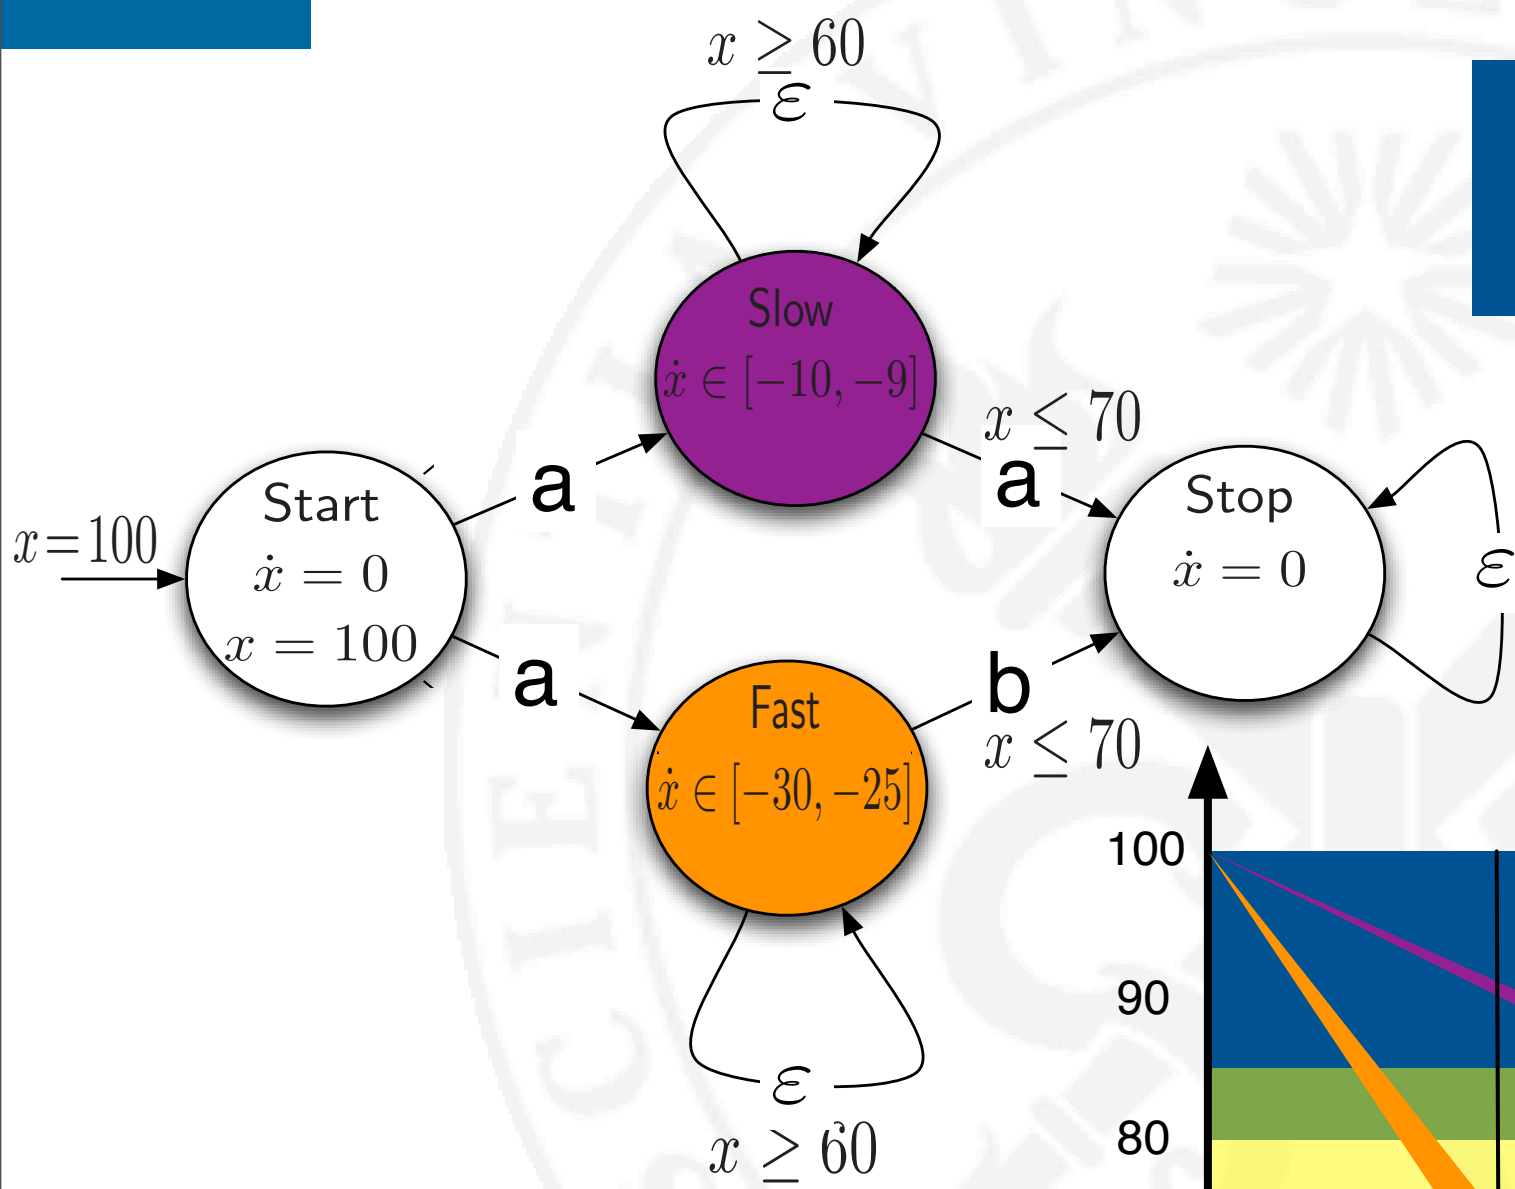 x ≥ 60
ε
Slow
ẋ ∈ [−10, −9]
x ≤ 70
a
a
Start
ẋ = 0
x = 100
x=100
Stop
ẋ = 0
ε
a
Fast
ẋ ∈ [−30, −25]
b
x ≤ 70
ε
x ≥ 60
100
90
80